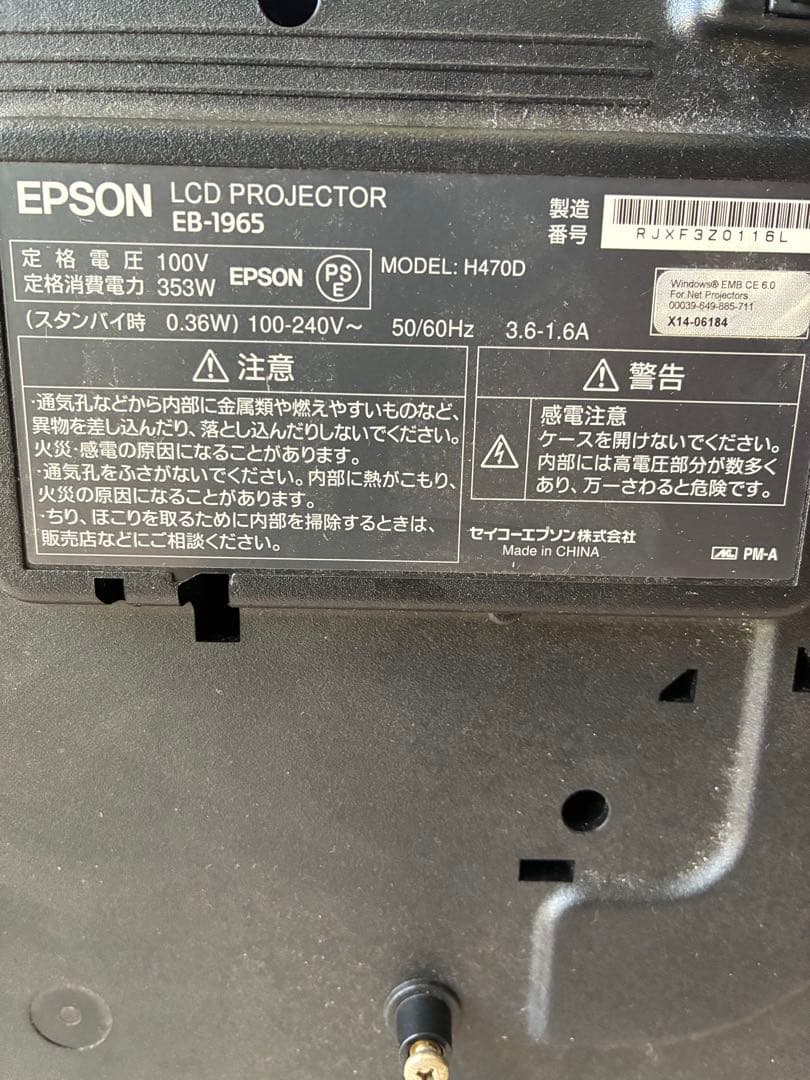 EPSON LCD PROJECTOR
EB-1965
製造
番号
RJXF3Z0116L
定格電圧 100V
定格消費電力 353W
EPSON
PS
E
MODEL: H470D
Windows® EMB CE 6.0
For Net Projectors
00039-649-885-711
X14-06184
(スタンバイ時 0.36W) 100-240V~ 50/60Hz 3.6-1.6A
注意
・通気孔などから内部に金属類や燃えやすいものなど、
異物を差し込んだり、落とし込んだりしないでください。
火災・感電の原因になることがあります。
・通気孔をふさがないでください。内部に熱がこもり、
火災の原因になることがあります。
・ちり、ほこりを取るために内部を掃除するときは、
販売店などにご相談ください。
警告
感電注意
ケースを開けないでください。
内部には高電圧部分が数多く
あり、万一さわると危険です。
セイコーエプソン株式会社
Made in CHINA
PM-A